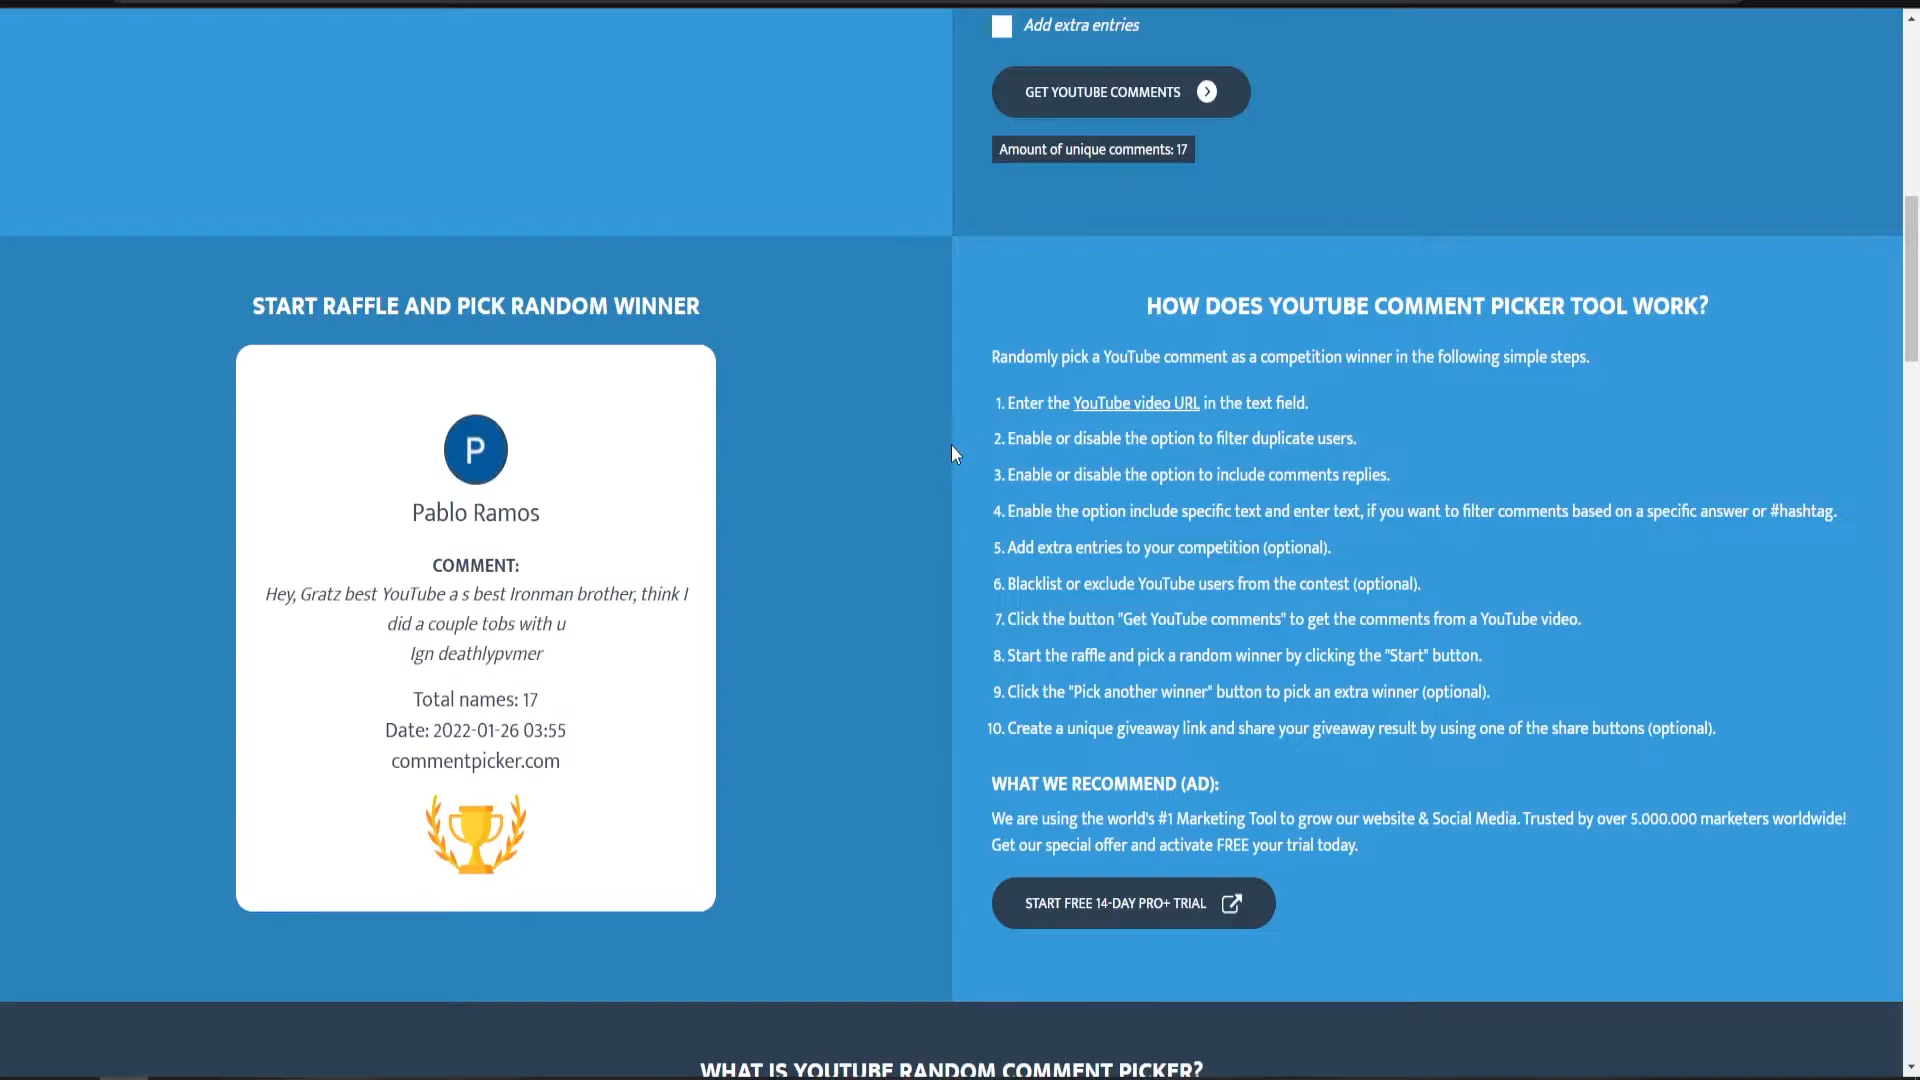 Add extra entries
GET YOUTUBE COMMENTS
Amount of unique comments: 17
START RAFFLE AND PICK RANDOM WINNER
P
Pablo Ramos
COMMENT:
Hey, Gratz best YouTube a s best Ironman brother, think I
did a couple tobs with u
Ign deathlypvmer
Total names: 17
Date: 2022-01-26 03:55
commentpicker.com
HOW DOES YOUTUBE COMMENT PICKER TOOL WORK?
Randomly pick a YouTube comment as a competition winner in the following simple steps.
1. Enter the YouTube video URL in the text field.
2. Enable or disable the option to filter duplicate users.
3. Enable or disable the option to include comments replies.
4. Enable the option include specific text and enter text, if you want to filter comments based on a specific answer or #hashtag.
5. Add extra entries to your competition (optional).
6. Blacklist or exclude YouTube users from the contest (optional).
7. Click the button "Get YouTube comments" to get the comments from a YouTube video.
8. Start the raffle and pick a random winner by clicking the "Start" button.
9. Click the "Pick another winner" button to pick an extra winner (optional).
10. Create a unique giveaway link and share your giveaway result by using one of the share buttons (optional).
WHAT WE RECOMMEND (AD):
We are using the world's #1 Marketing Tool to grow our website & Social Media. Trusted by over 5.000.000 marketers worldwide!
Get our special offer and activate FREE your trial today.
START FREE 14-DAY PRO+ TRIAL
WHAT IS YOUTUBE RANDOM COMMENT PICKER?